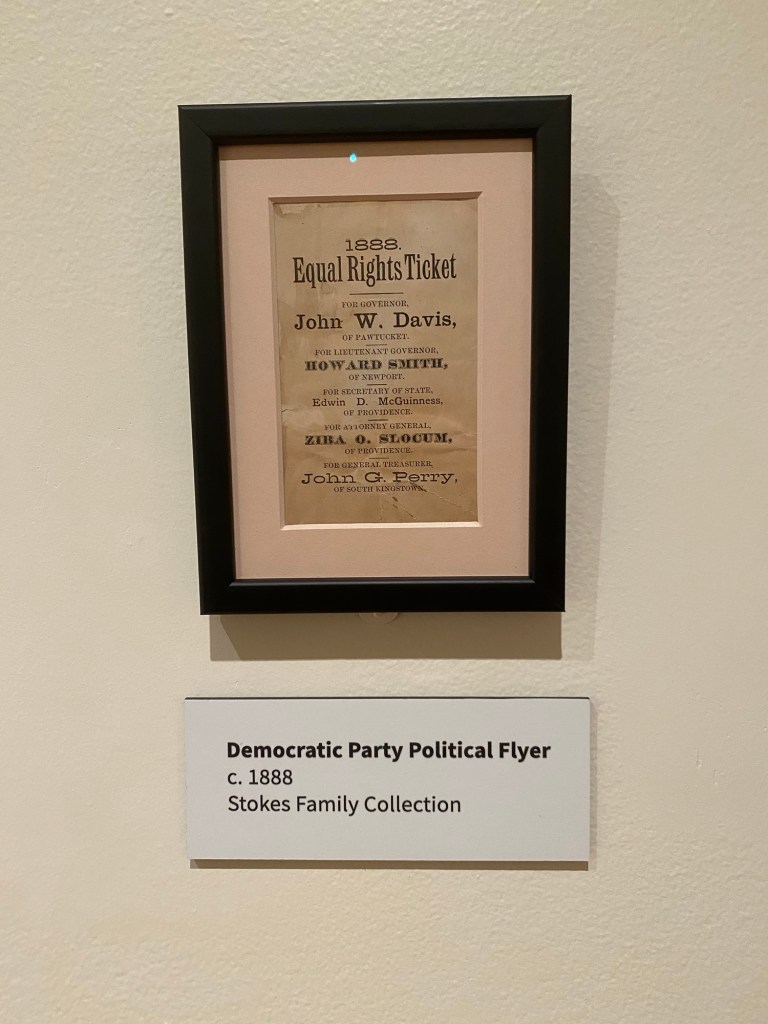 1888.
Equal Rights Ticket
FOR GOVERNOR,
John W. Davis,
OF PAWTUCKET.
FOR LIEUTENANT GOVERNOR,
HOWARD SMITH,
OF NEWPORT.
FOR SECRETARY OF STATE,
Edwin D. McGuinness,
OF PROVIDENCE.
FOR ATTORNEY GENERAL,
ZIBA O. SLOCUM,
OF PROVIDENCE.
FOR GENERAL TREASURER,
John G. Perry,
OF SOUTH KINGSTOWN.
Democratic Party Political Flyer
c. 1888
Stokes Family Collection